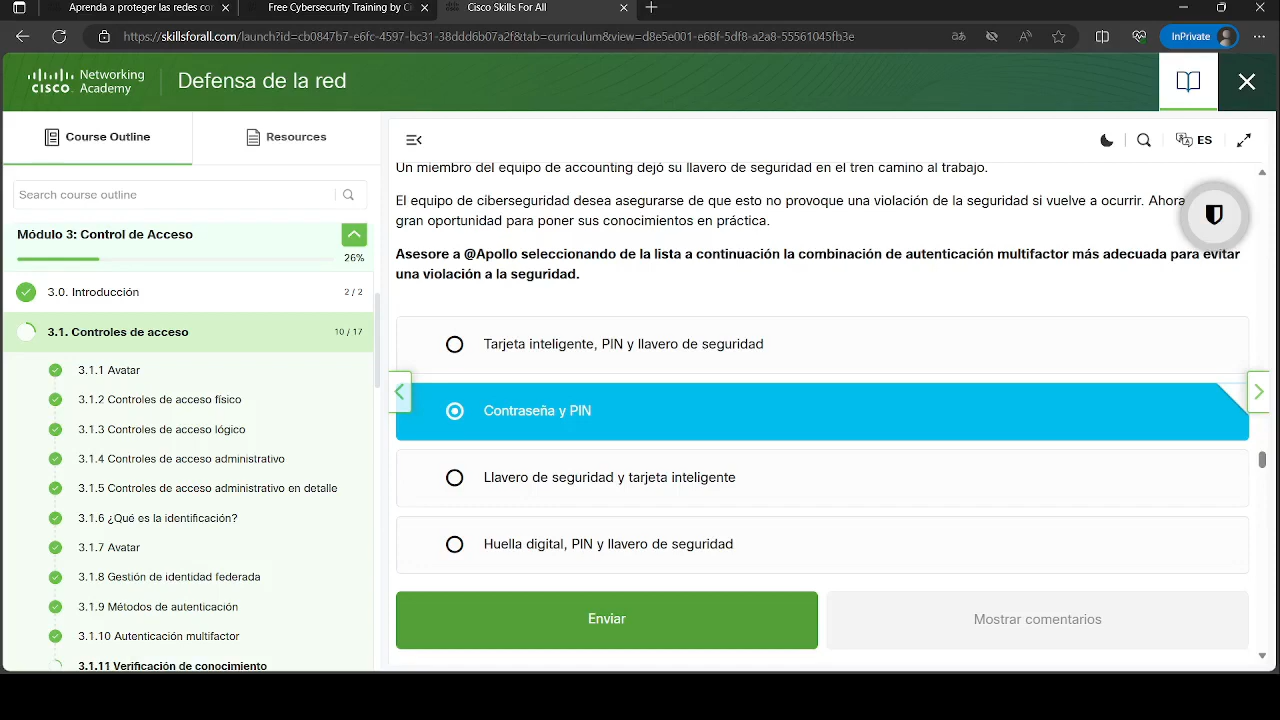 Aprenda a proteger las redes cor
Free Cybersecurity Training by Ci
Cisco Skills For All
https://skillsforall.com/launch?id=cb0847b7-e6fc-4597-bc31-38ddd6b07a2f&tab=curriculum&view=d8e5e001-e68f-5df8-a2a8-55561045fb3e
InPrivate
CISCO
Networking
Academy
Defensa de la red
Course Outline
Resources
Search course outline
Módulo 3: Control de Acceso
26%
3.0. Introducción
2 / 2
3.1. Controles de acceso
10 / 17
3.1.1 Avatar
3.1.2 Controles de acceso físico
3.1.3 Controles de acceso lógico
3.1.4 Controles de acceso administrativo
3.1.5 Controles de acceso administrativo en detalle
3.1.6 ¿Qué es la identificación?
3.1.7 Avatar
3.1.8 Gestión de identidad federada
3.1.9 Métodos de autenticación
3.1.10 Autenticación multifactor
3.1.11 Verificación de conocimiento
ES
Un miembro del equipo de accounting dejó su llavero de seguridad en el tren camino al trabajo.
El equipo de ciberseguridad desea asegurarse de que esto no provoque una violación de la seguridad si vuelve a ocurrir. Ahora
gran oportunidad para poner sus conocimientos en práctica.
Asesore a @Apollo seleccionando de la lista a continuación la combinación de autenticación multifactor más adecuada para evitar
una violación a la seguridad.
Tarjeta inteligente, PIN y llavero de seguridad
Contraseña y PIN
Llavero de seguridad y tarjeta inteligente
Huella digital, PIN y llavero de seguridad
Enviar
Mostrar comentarios